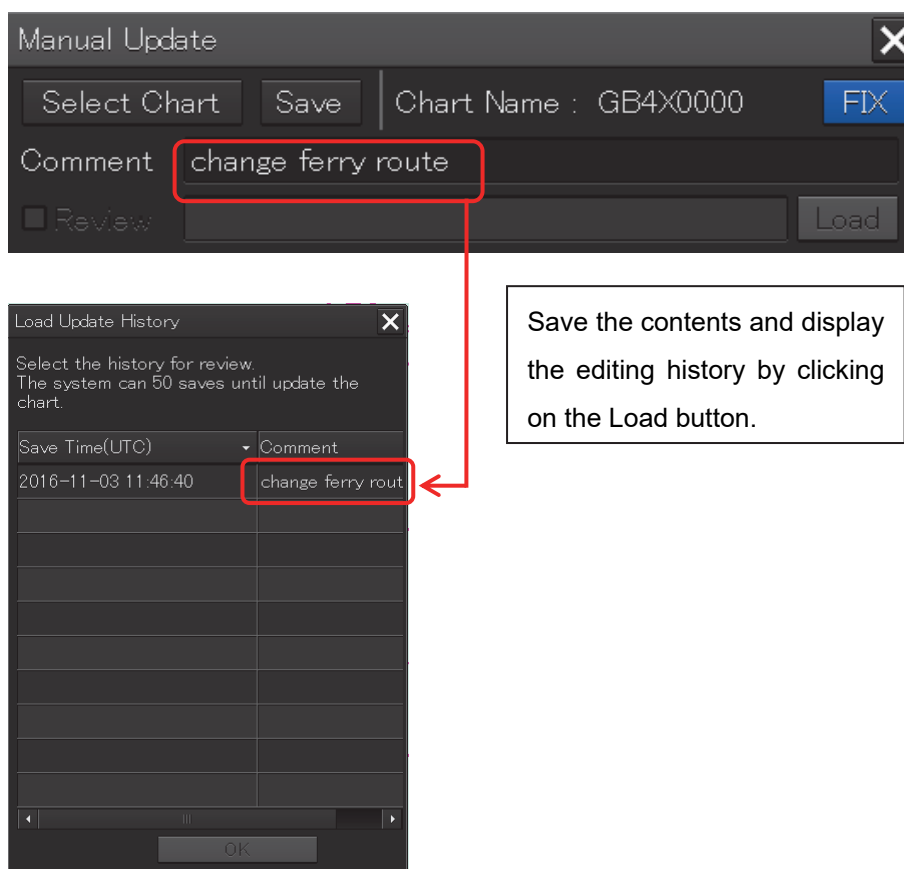 Manual Update
Select Chart Save Chart Name : GB4X0000 FIX
Comment change ferry route
Review Load
Load Update History
Select the history for review.
The system can 50 saves until update the
chart.
Save Time(UTC) Comment
2016-11-03 11:46:40 change ferry rout
OK
Save the contents and display
the editing history by clicking
on the Load button.